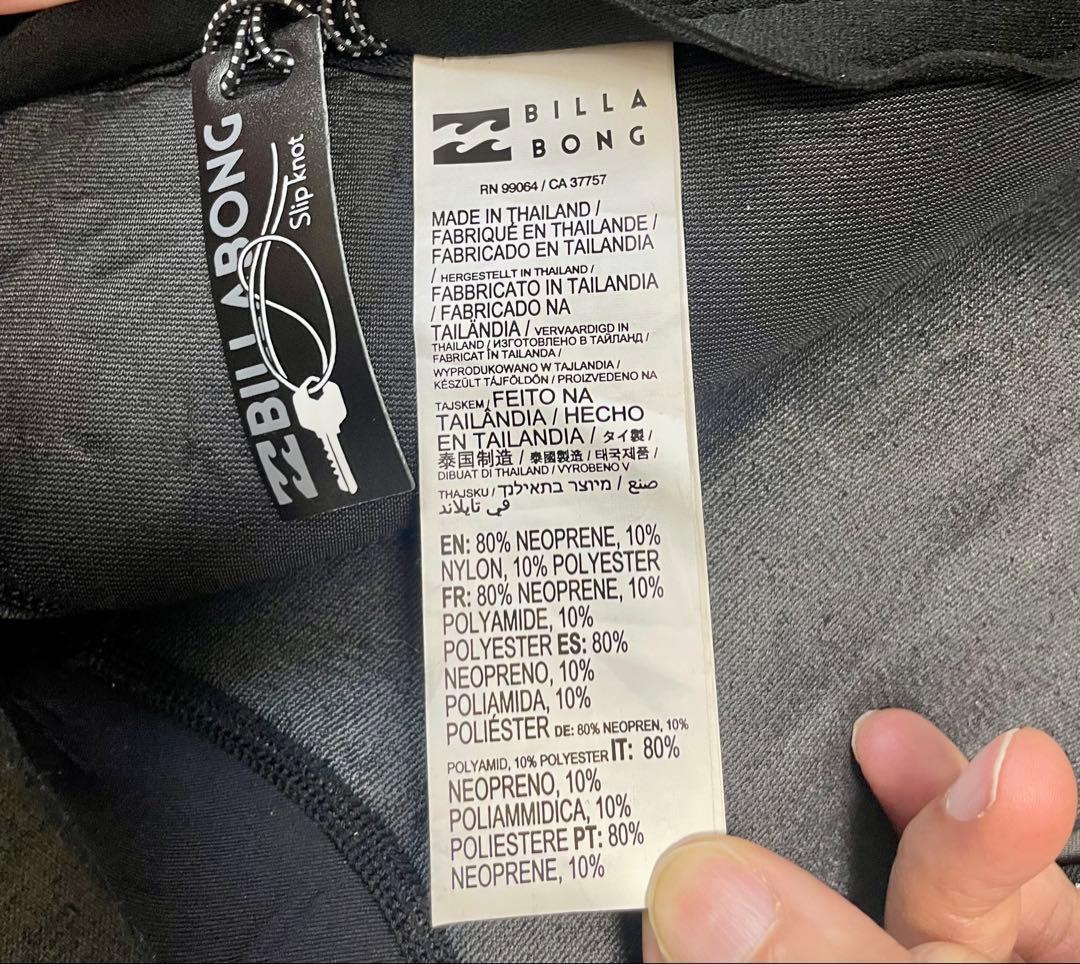 BILLABONG
Slip knot
BILLA
BONG
RN 99064 / CA 37757
MADE IN THAILAND /
FABRIQUÉ EN THAILANDE /
FABRICADO EN TAILANDIA
/ HERGESTELLT IN THAILAND /
FABBRICATO IN TAILANDIA
/ FABRICADO NA
TAILÂNDIA / VERVAARDIGD IN
THAILAND / ИЗГОТОВЛЕНО В ТАЙЛАНД /
FABRICAT ÎN TAILANDA /
WYPRODUKOWANO W TAJLANDIA /
KÉSZÜLT TÁJFÖLDÖN / PROIZVEDENO NA
TAJSKEM / FEITO NA
TAILÂNDIA / HECHO
EN TAILANDIA / タイ製 /
泰国制造 / 泰國製造 / 태국제품 /
DIBUAT DI THAILAND / VYROBENO V
THAJSKU / מיוצר בתאילנד / صنع
في تايلاند
EN: 80% NEOPRENE, 10%
NYLON, 10% POLYESTER
FR: 80% NEOPRENE, 10%
POLYAMIDE, 10%
POLYESTER ES: 80%
NEOPRENO, 10%
POLIAMIDA, 10%
POLIÉSTER DE: 80% NEOPREN, 10%
POLYAMID, 10% POLYESTER IT: 80%
NEOPRENO, 10%
POLIAMMIDICA, 10%
POLIESTERE PT: 80%
NEOPRENE, 10%